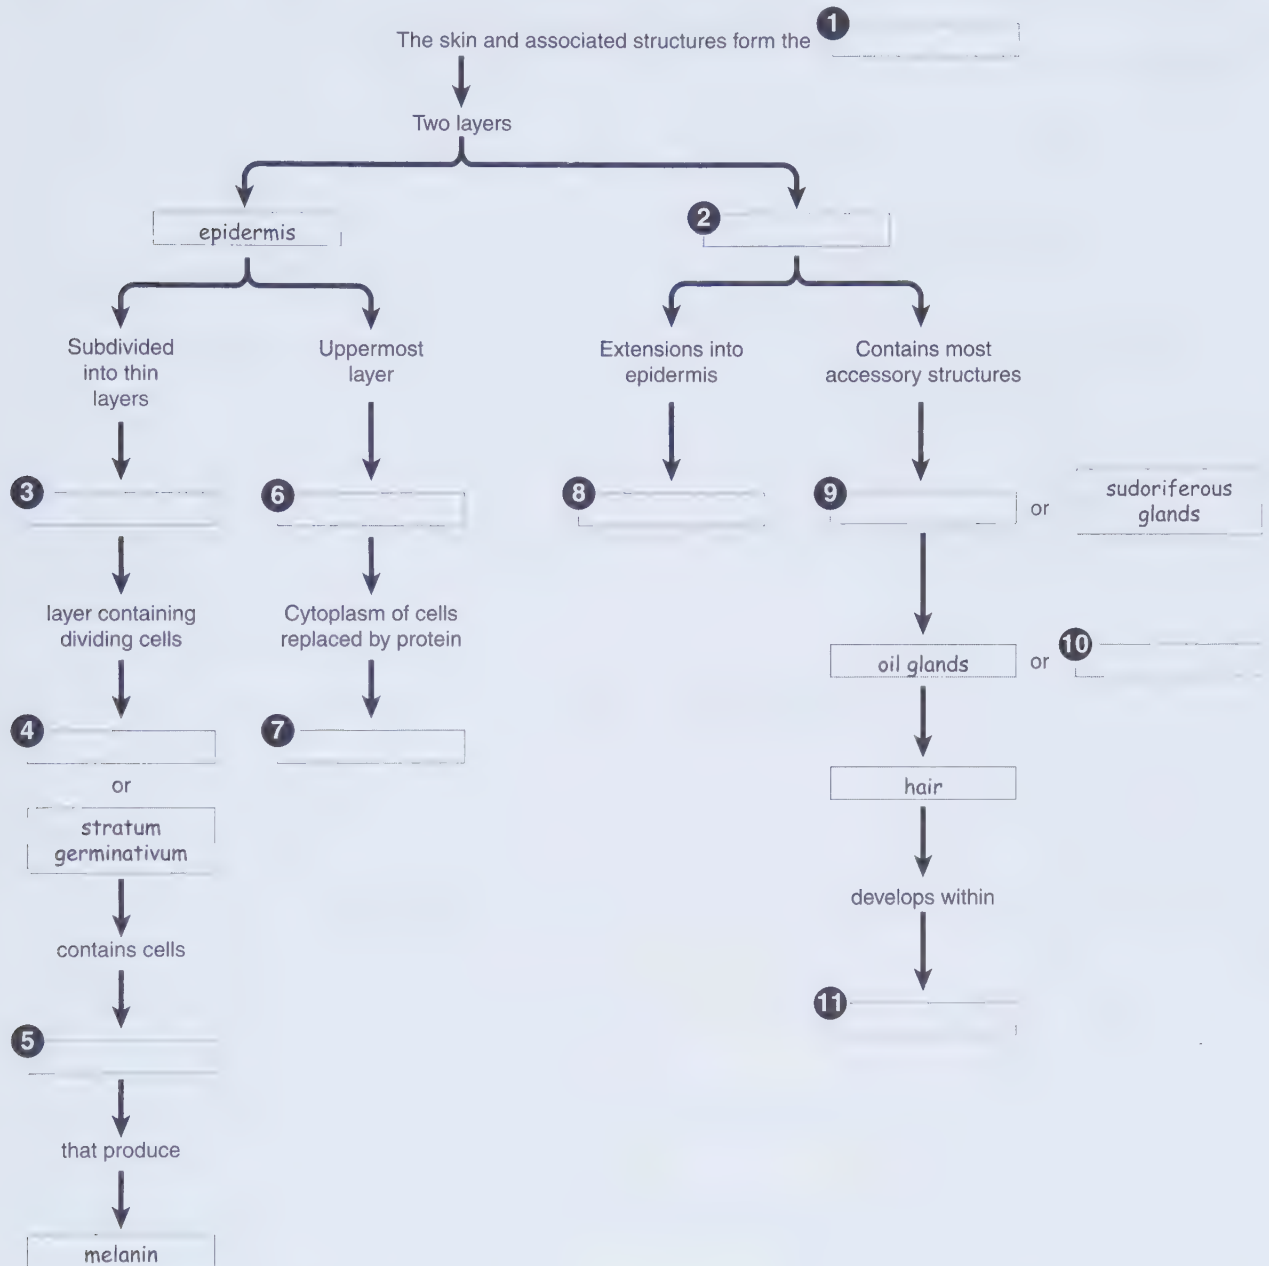 The skin and associated structures form the 1
Two layers
epidermis
2
Subdivided
into thin
layers
Uppermost
layer
Extensions into
epidermis
Contains most
accessory structures
3
6
8
9
or
sudoriferous
glands
layer containing
dividing cells
Cytoplasm of cells
replaced by protein
oil glands or 10
4
7
or
hair
stratum
germinativum
develops within
contains cells
11
5
that produce
melanin